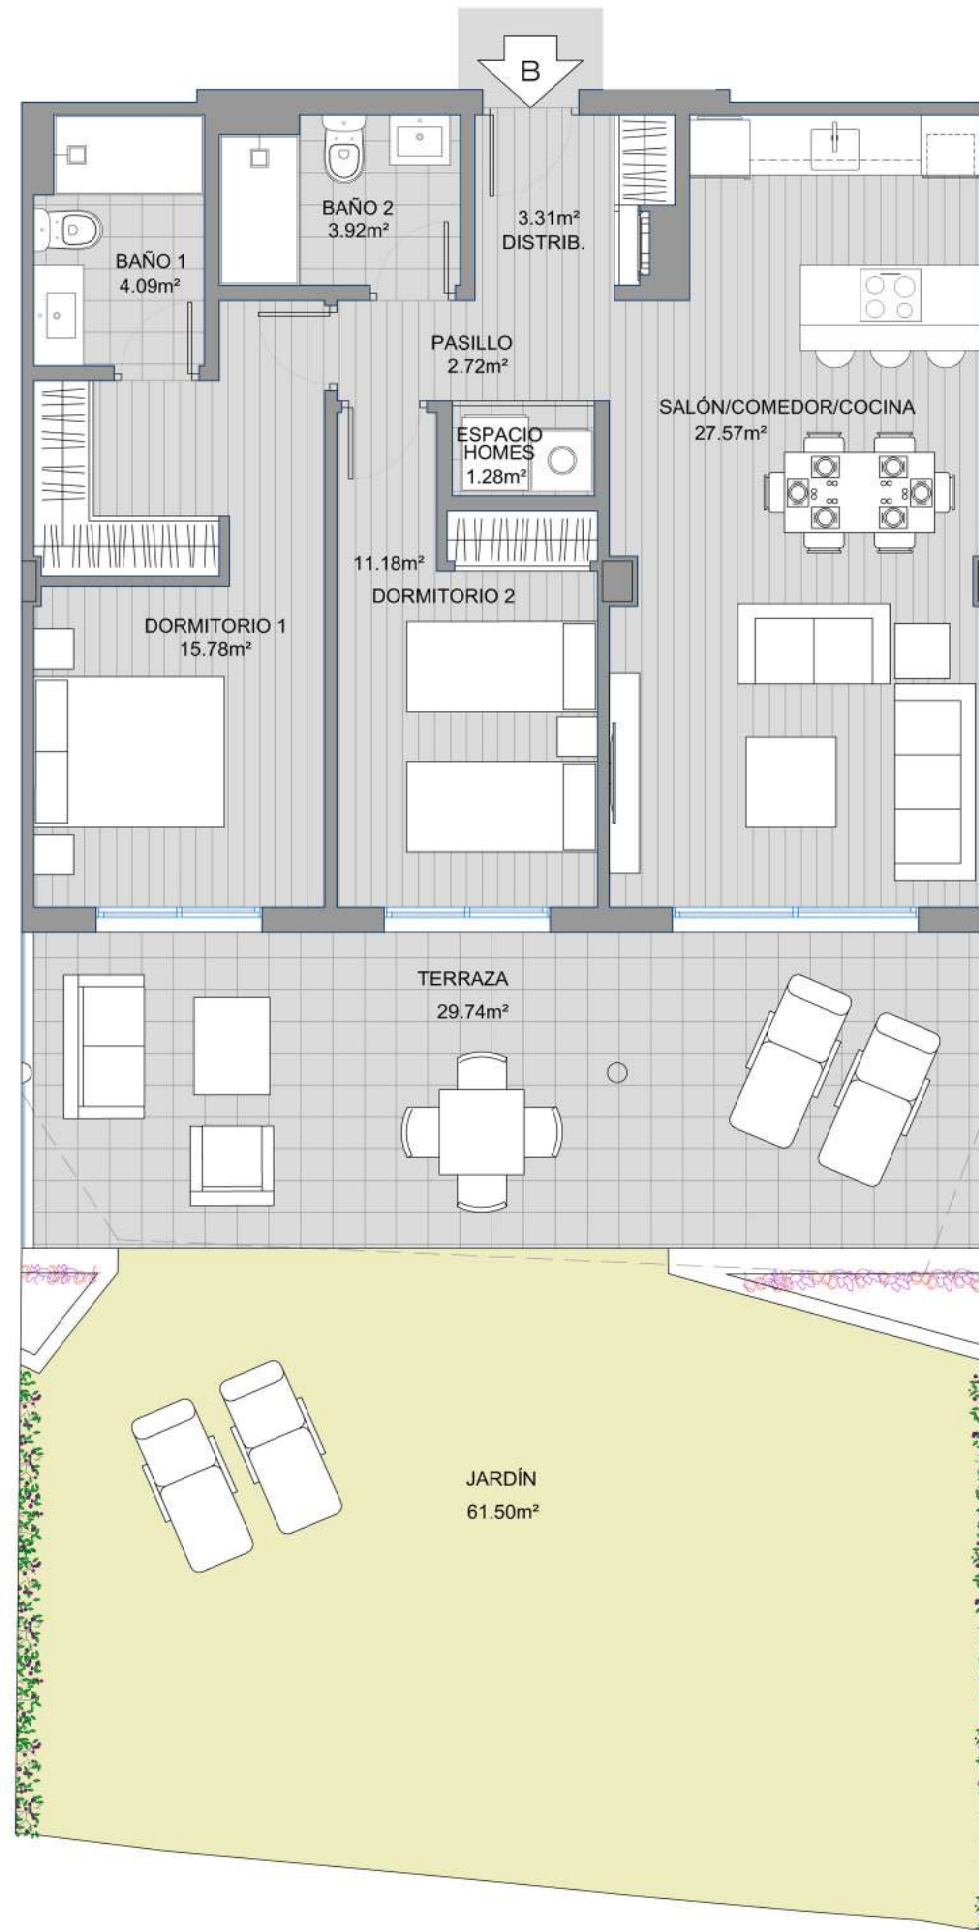 B
BAÑO 2
3.92m²
3.31m²
DISTRIB.
BAÑO 1
4.09m²
PASILLO
2.72m²
SALÓN/COMEDOR/COCINA
27.57m²
ESPACIO
HOMES
1.28m²
11.18m²
DORMITORIO 2
DORMITORIO 1
15.78m²
TERRAZA
29.74m²
JARDÍN
61.50m²